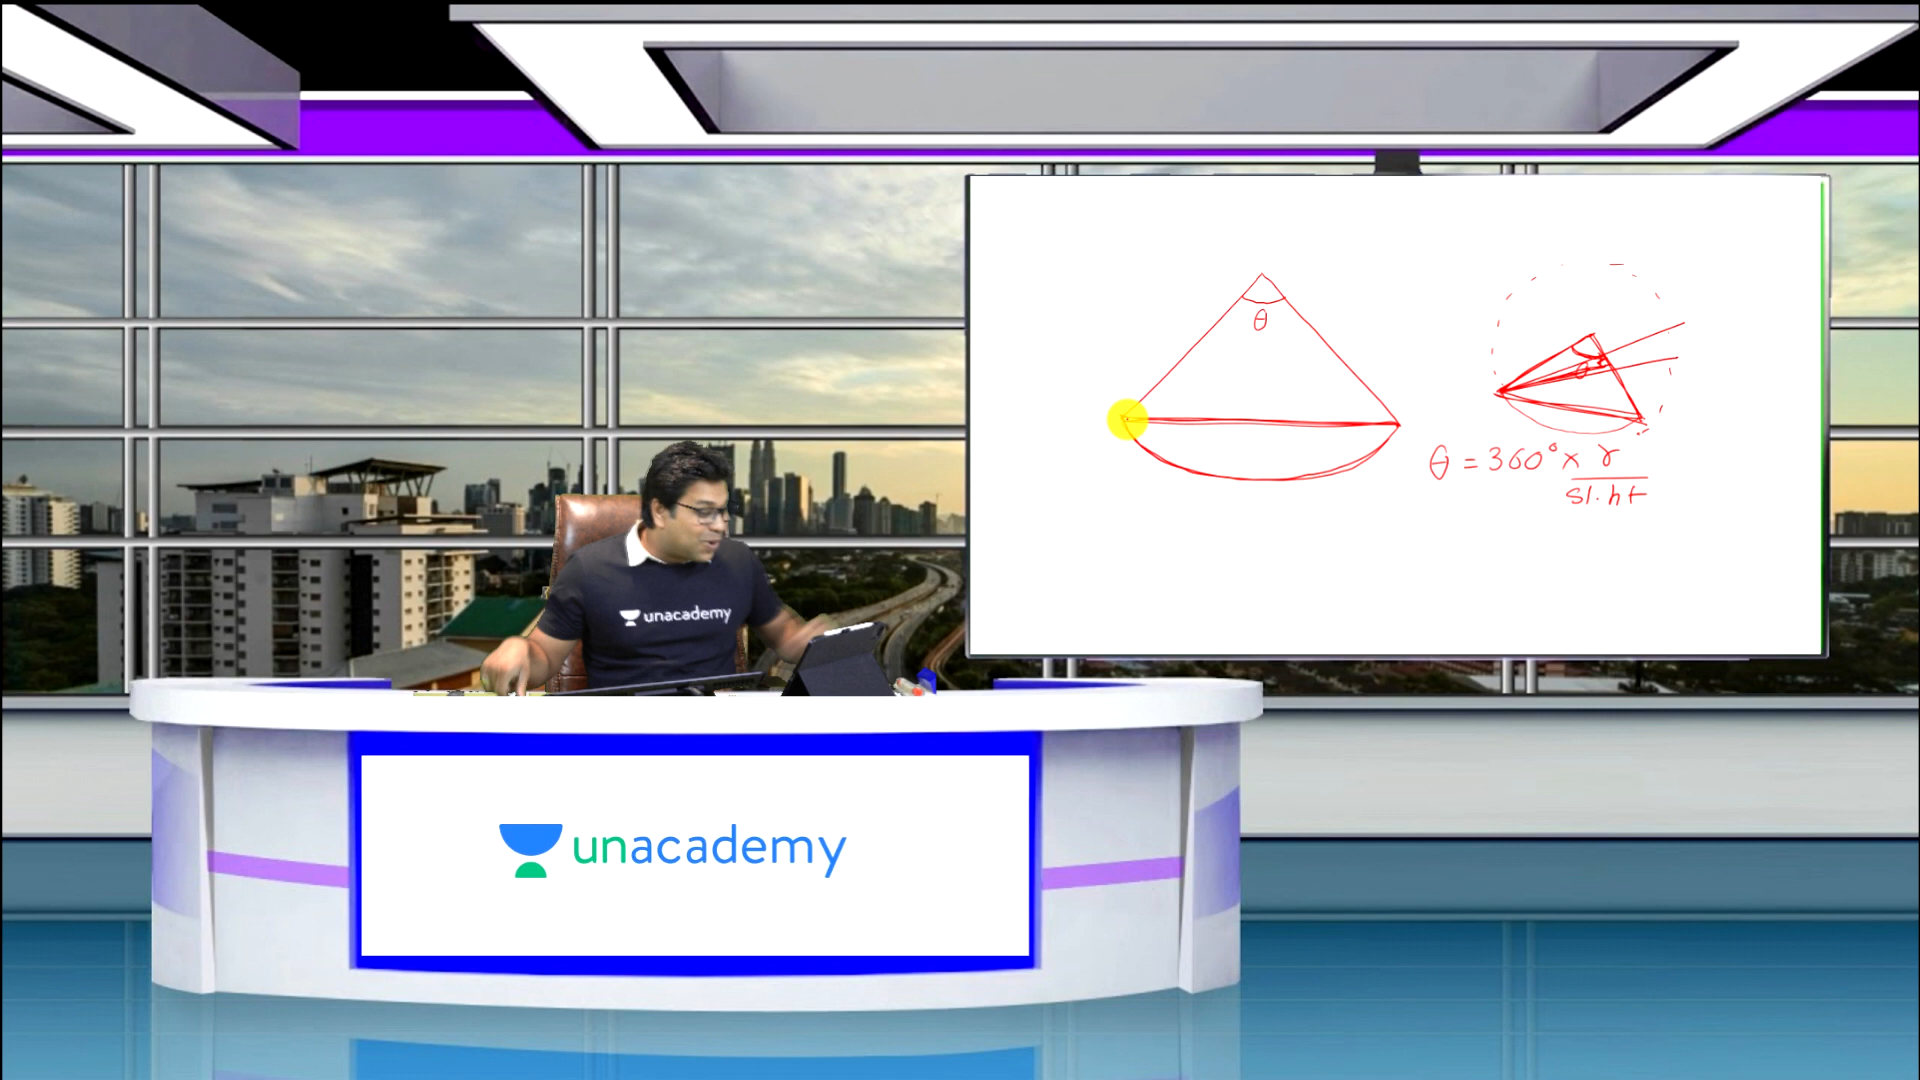 θ
θ
θ = 360° × r
sl. ht
unacademy
unacademy